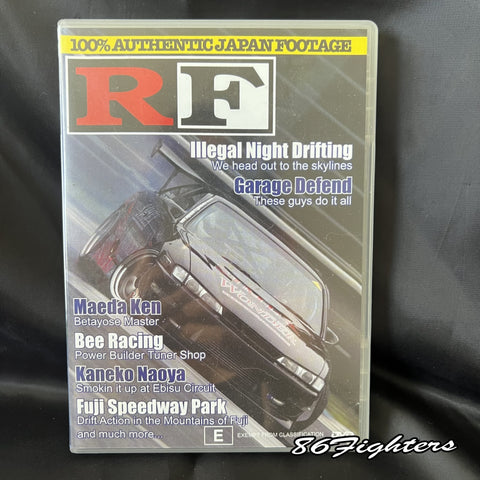 100% AUTHENTIC JAPAN FOOTAGE
RF
Illegal Night Drifting
We head out to the skylines
Garage Defend
These guys do it all
Maeda Ken
Betayose Master
Bee Racing
Power Builder Tuner Shop
Kaneko Naoya
Smokin it up at Ebisu Circuit
Fuji Speedway Park
Drift Action in the Mountains of Fuji
and much more...
E EXEMPT FROM CLASSIFICATION
86Fighters